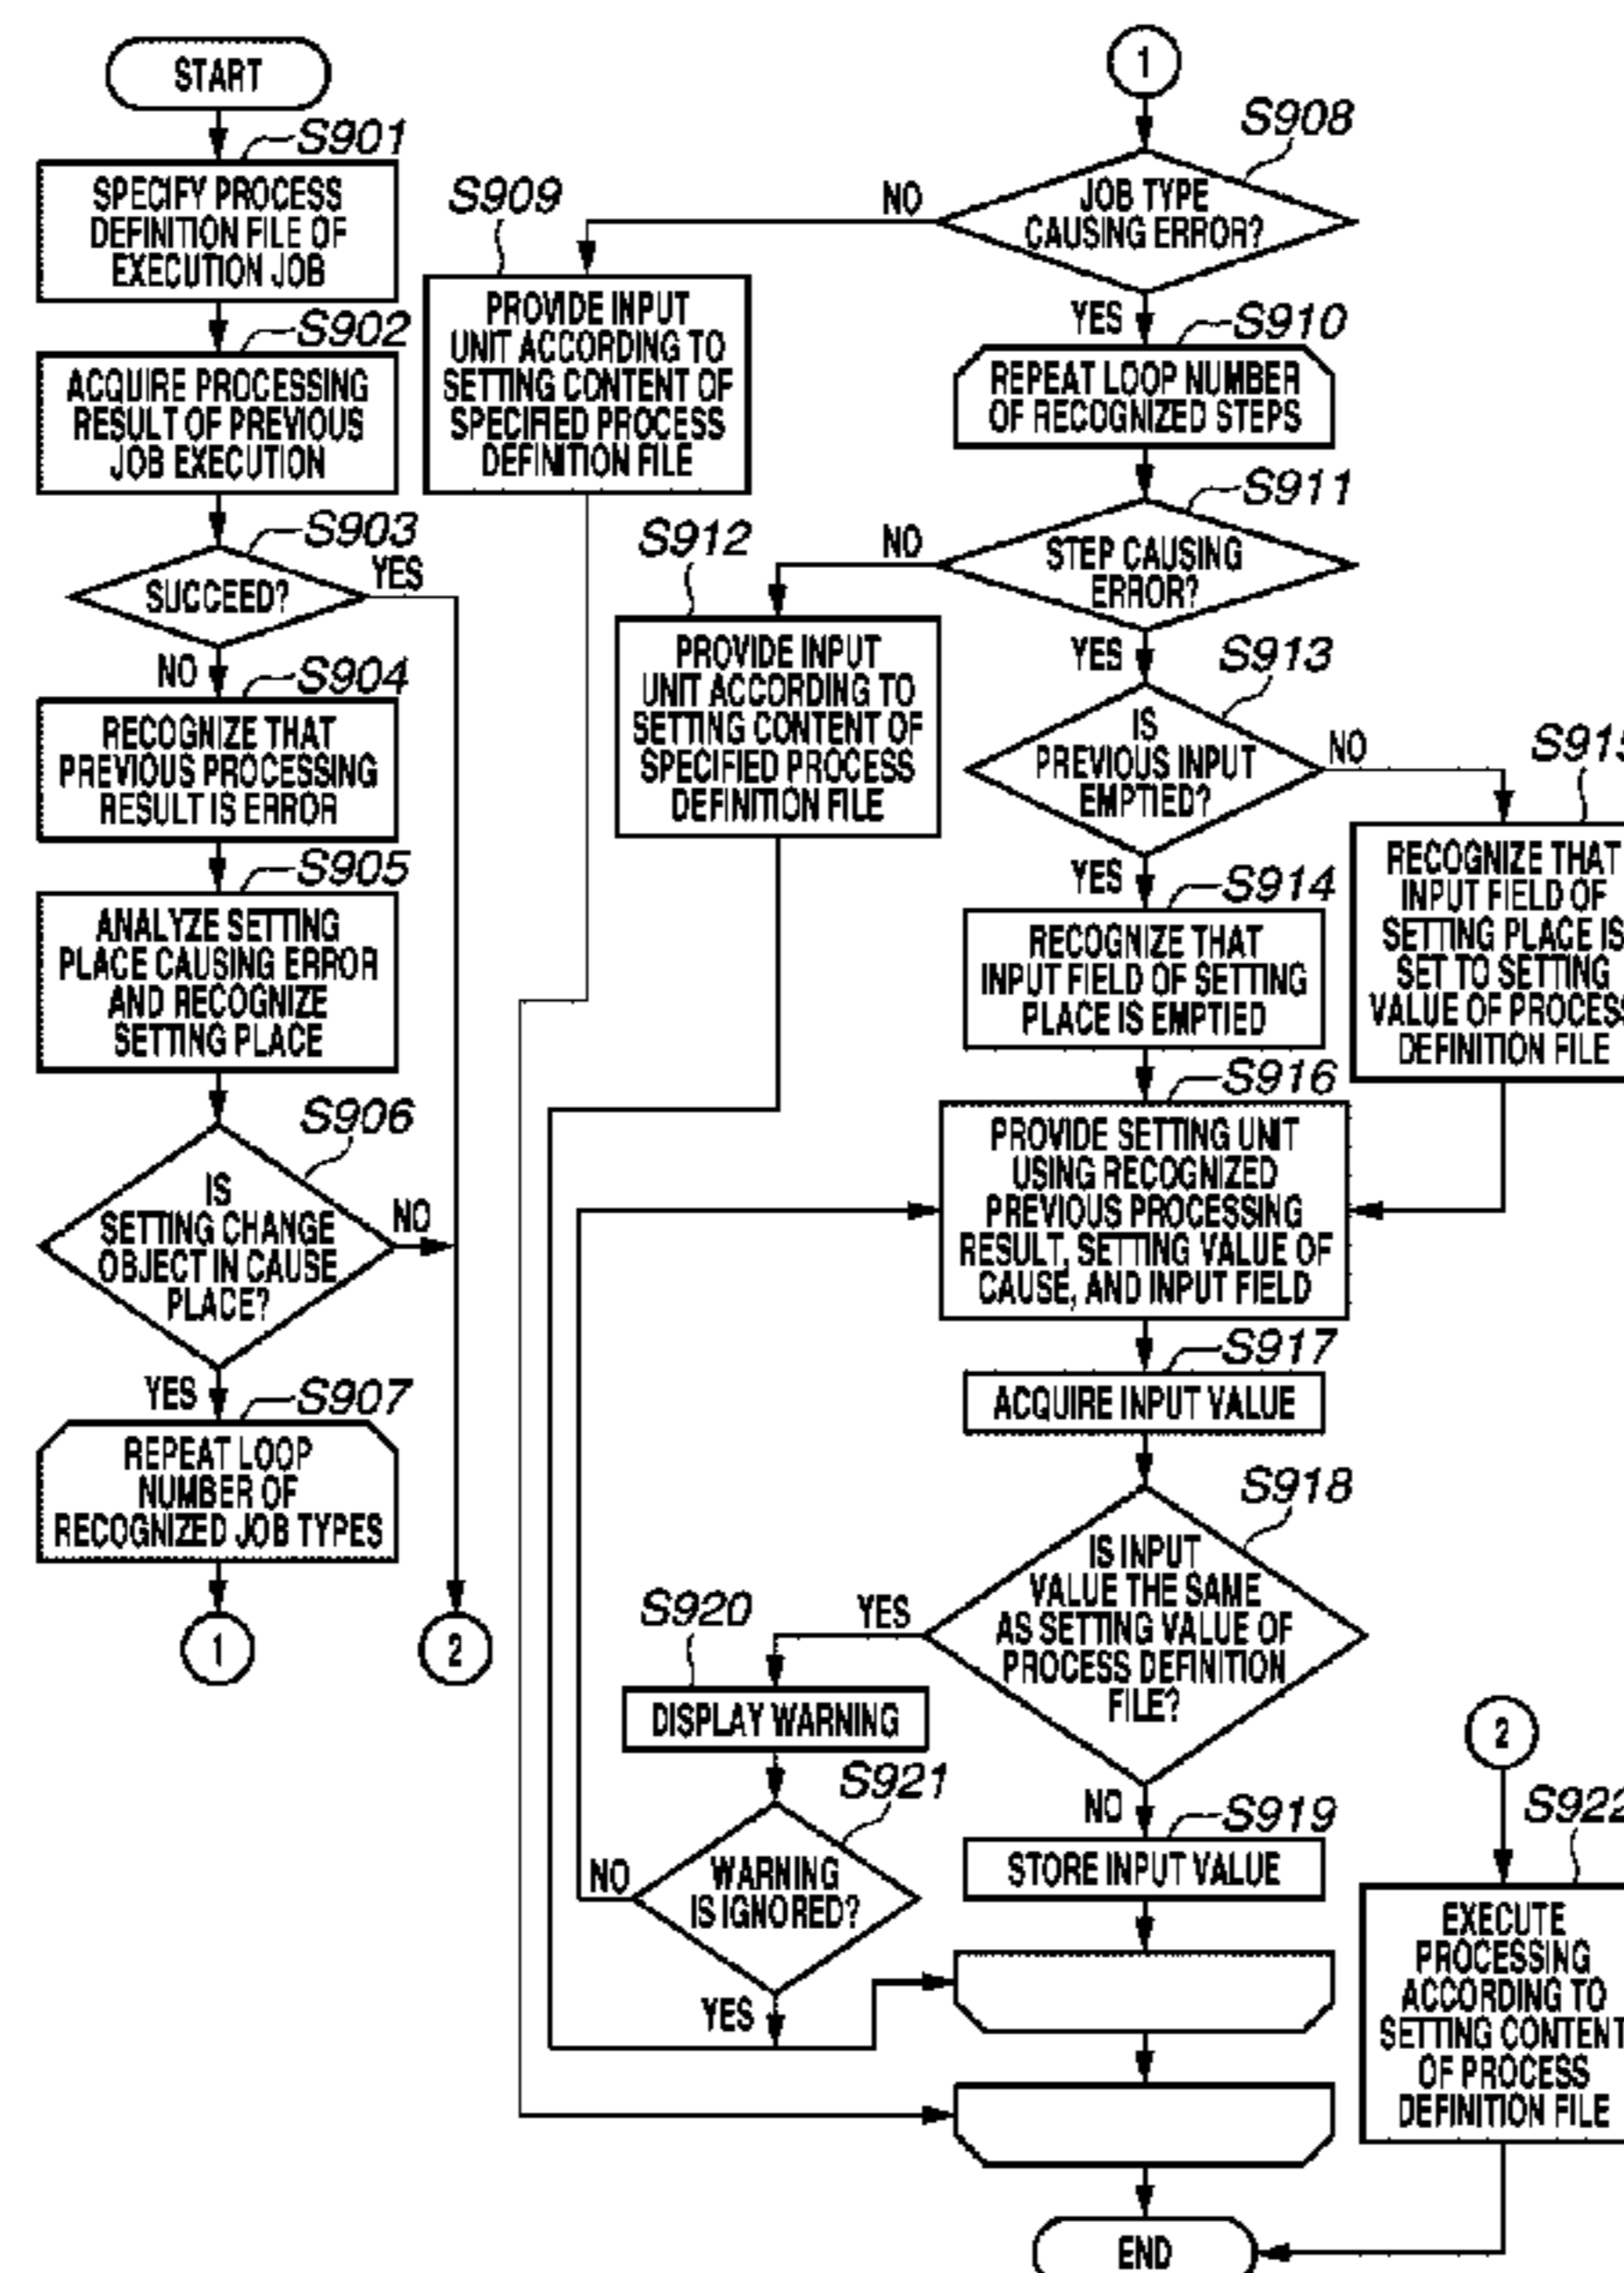 START
S901
SPECIFY PROCESS
DEFINITION FILE OF
EXECUTION JOB
S902
ACQUIRE PROCESSING
RESULT OF PREVIOUS
JOB EXECUTION
S903
SUCCEED?
YES
NO
S904
RECOGNIZE THAT
PREVIOUS PROCESSING
RESULT IS ERROR
S905
ANALYZE SETTING
PLACE CAUSING ERROR
AND RECOGNIZE
SETTING PLACE
S906
IS
SETTING CHANGE
OBJECT IN CAUSE
PLACE?
NO
YES
S907
REPEAT LOOP
NUMBER OF
RECOGNIZED JOB TYPES
1
2
1
S908
JOB TYPE
CAUSING ERROR?
NO
S909
PROVIDE INPUT
UNIT ACCORDING TO
SETTING CONTENT OF
SPECIFIED PROCESS
DEFINITION FILE
YES
S910
REPEAT LOOP NUMBER
OF RECOGNIZED STEPS
S911
STEP CAUSING
ERROR?
NO
S912
PROVIDE INPUT
UNIT ACCORDING TO
SETTING CONTENT OF
SPECIFIED PROCESS
DEFINITION FILE
YES
S913
IS
PREVIOUS INPUT
EMPTIED?
NO
S915
RECOGNIZE THAT
INPUT FIELD OF
SETTING PLACE IS
SET TO SETTING
VALUE OF PROCESS
DEFINITION FILE
YES
S914
RECOGNIZE THAT
INPUT FIELD OF SETTING
PLACE IS EMPTIED
S916
PROVIDE SETTING UNIT
USING RECOGNIZED
PREVIOUS PROCESSING
RESULT, SETTING VALUE OF
CAUSE, AND INPUT FIELD
S917
ACQUIRE INPUT VALUE
S918
IS INPUT
VALUE THE SAME
AS SETTING VALUE OF
PROCESS DEFINITION
FILE?
YES
S920
DISPLAY WARNING
S921
WARNING
IS IGNORED?
NO
YES
NO
S919
STORE INPUT VALUE
2
S922
EXECUTE
PROCESSING
ACCORDING TO
SETTING CONTENT
OF PROCESS
DEFINITION FILE
END